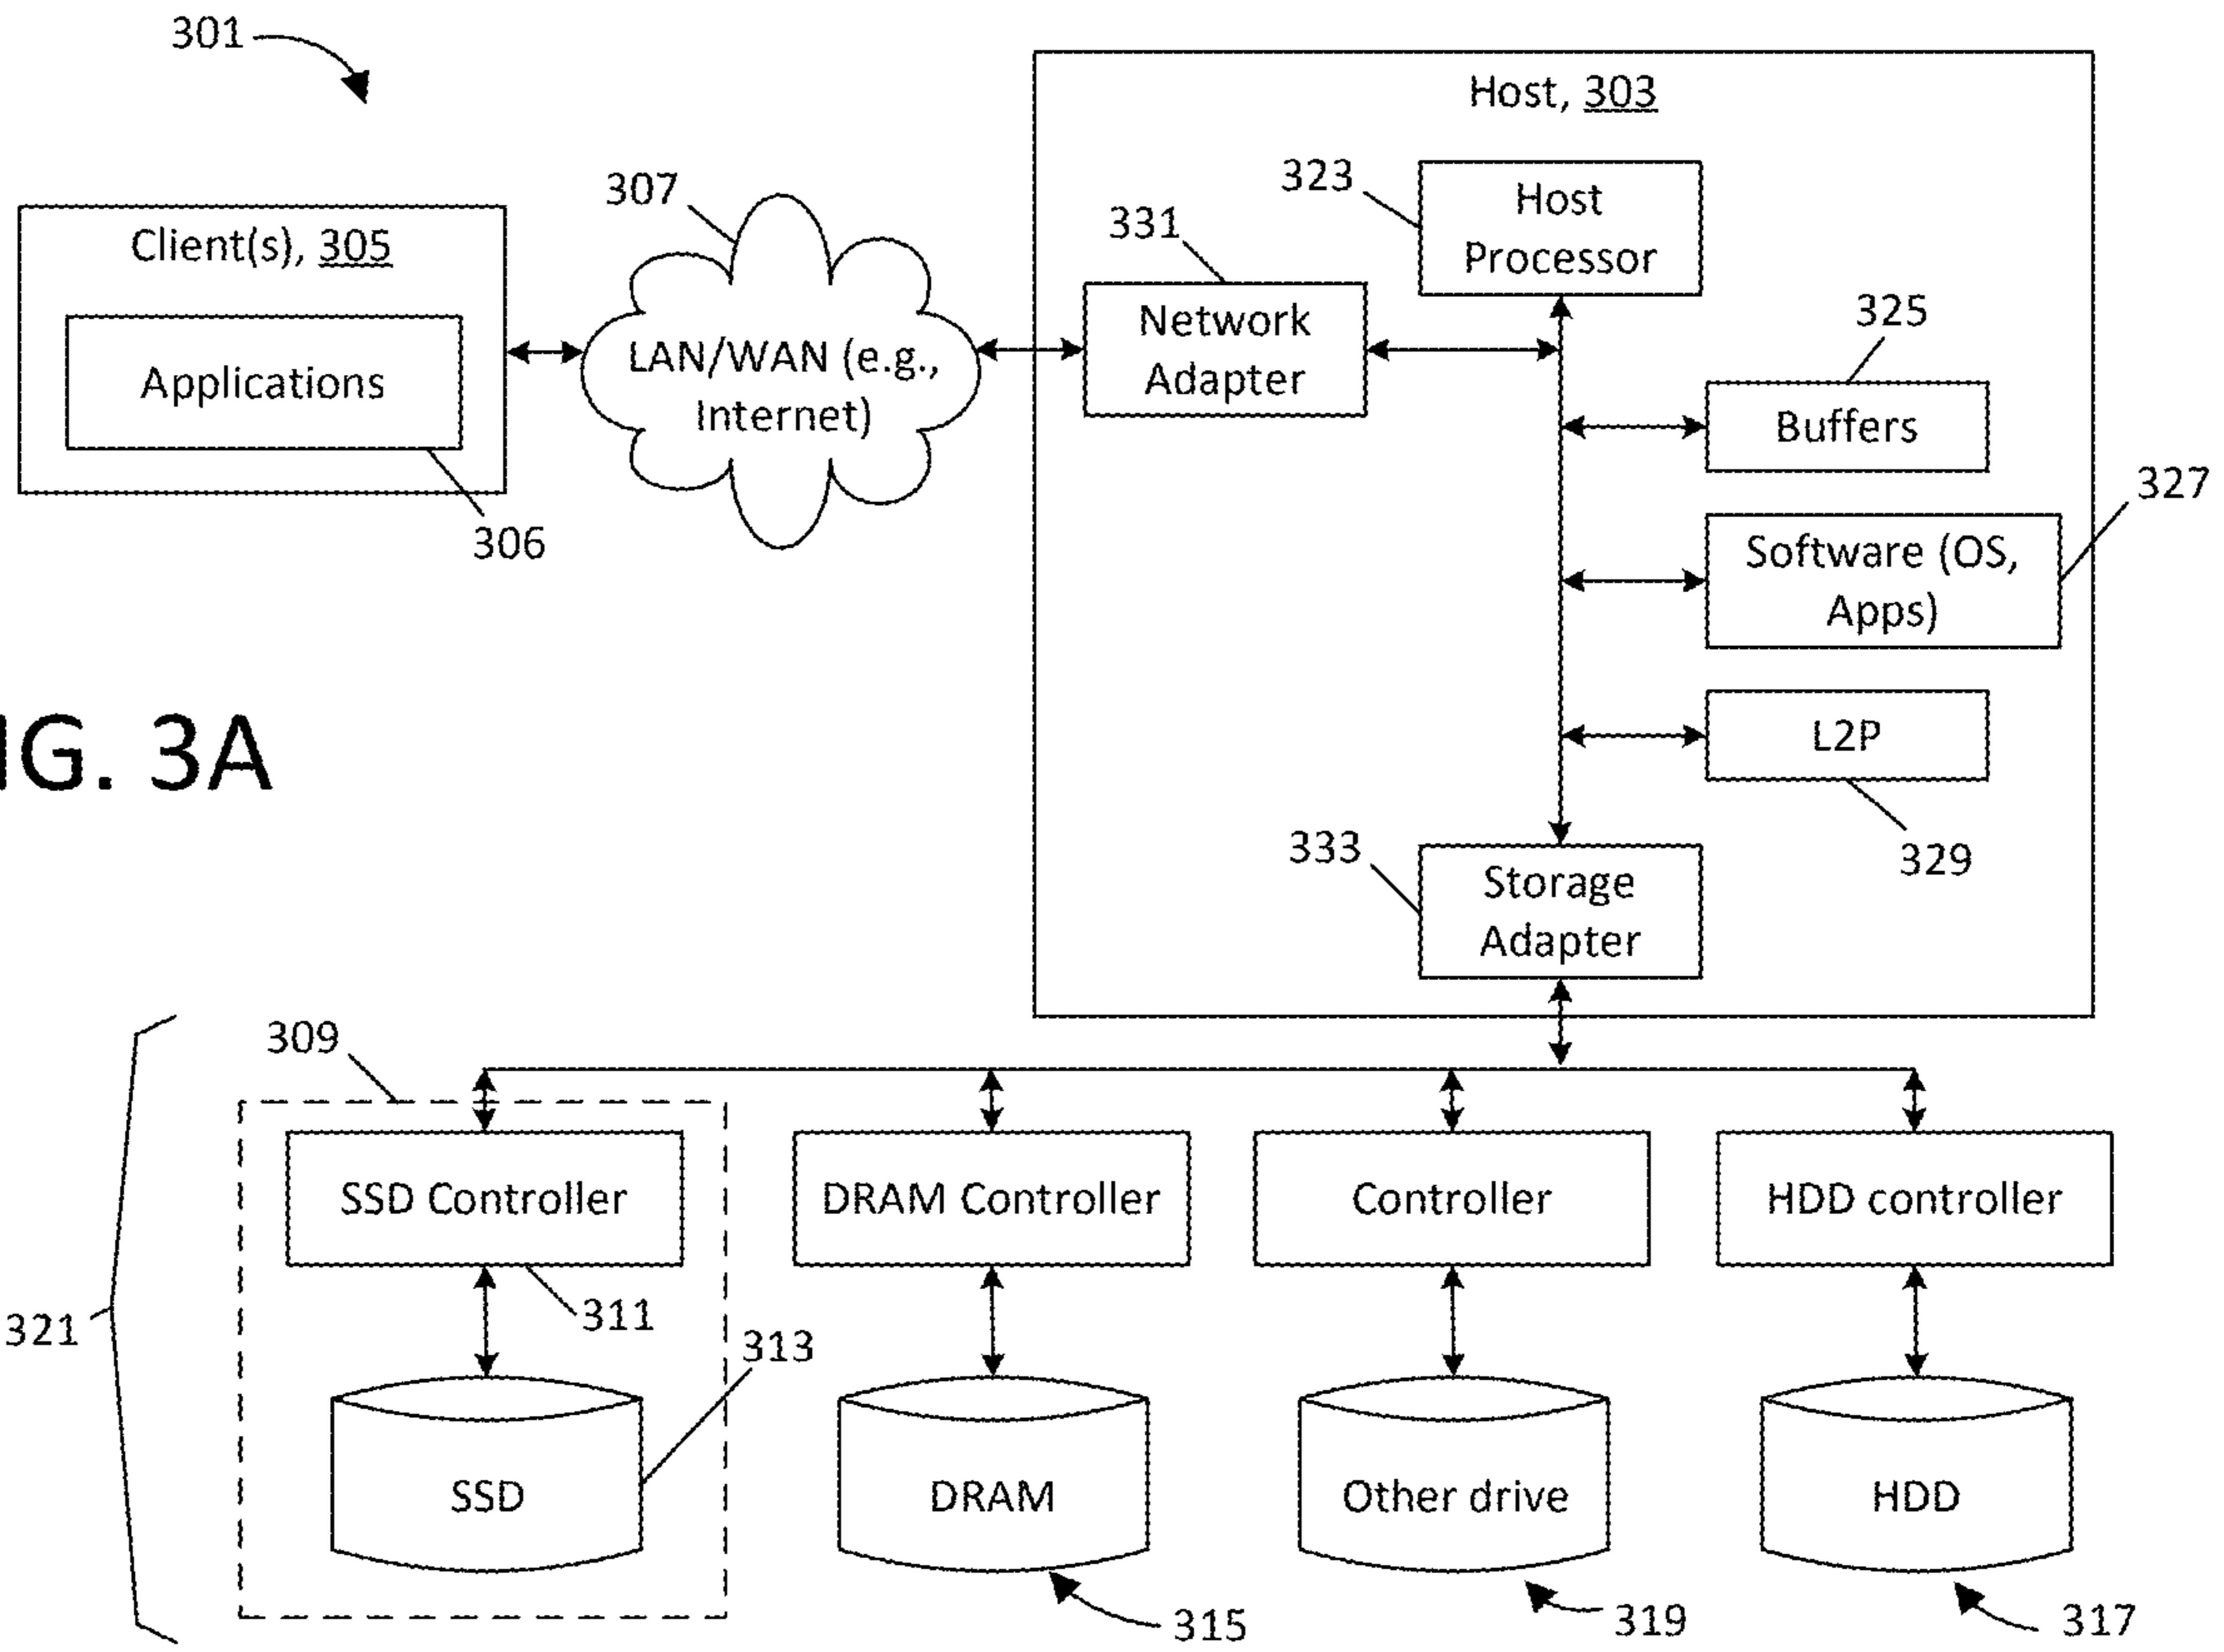 301
Host, 303
307
323
Host
Processor
331
Client(s), 305
Network
Adapter
325
LAN/WAN (e.g.,
Internet)
Applications
Buffers
327
306
Software (OS,
Apps)
IG. 3A
L2P
333
329
Storage
Adapter
309
SSD Controller
DRAM Controller
Controller
HDD controller
311
321
313
SSD
DRAM
Other drive
HDD
315
319
317